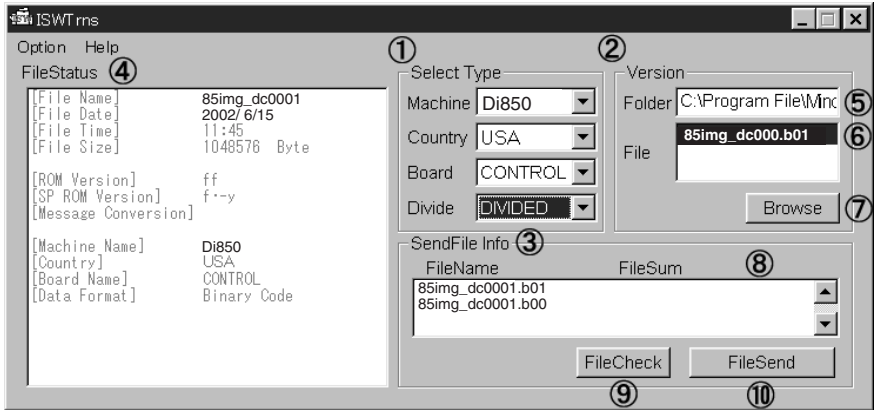 ISWTrns
Option Help
① ②
FileStatus ④
[File Name] 85img_dc0001
[File Date] 2002/ 6/15
[File Time] 11:45
[File Size] 1048576 Byte
[ROM Version] ff
[SP ROM Version] f・-y
[Message Conversion]
[Machine Name] Di850
[Country] USA
[Board Name] CONTROL
[Data Format] Binary Code
Select Type
Machine Di850
Country USA
Board CONTROL
Divide DIVIDED
Version
Folder C:\Program File\Minc ⑤
File 85img_dc000.b01 ⑥
Browse ⑦
SendFile Info ③
FileName FileSum ⑧
85img_dc0001.b01
85img_dc0001.b00
FileCheck FileSend
⑨ ⑩